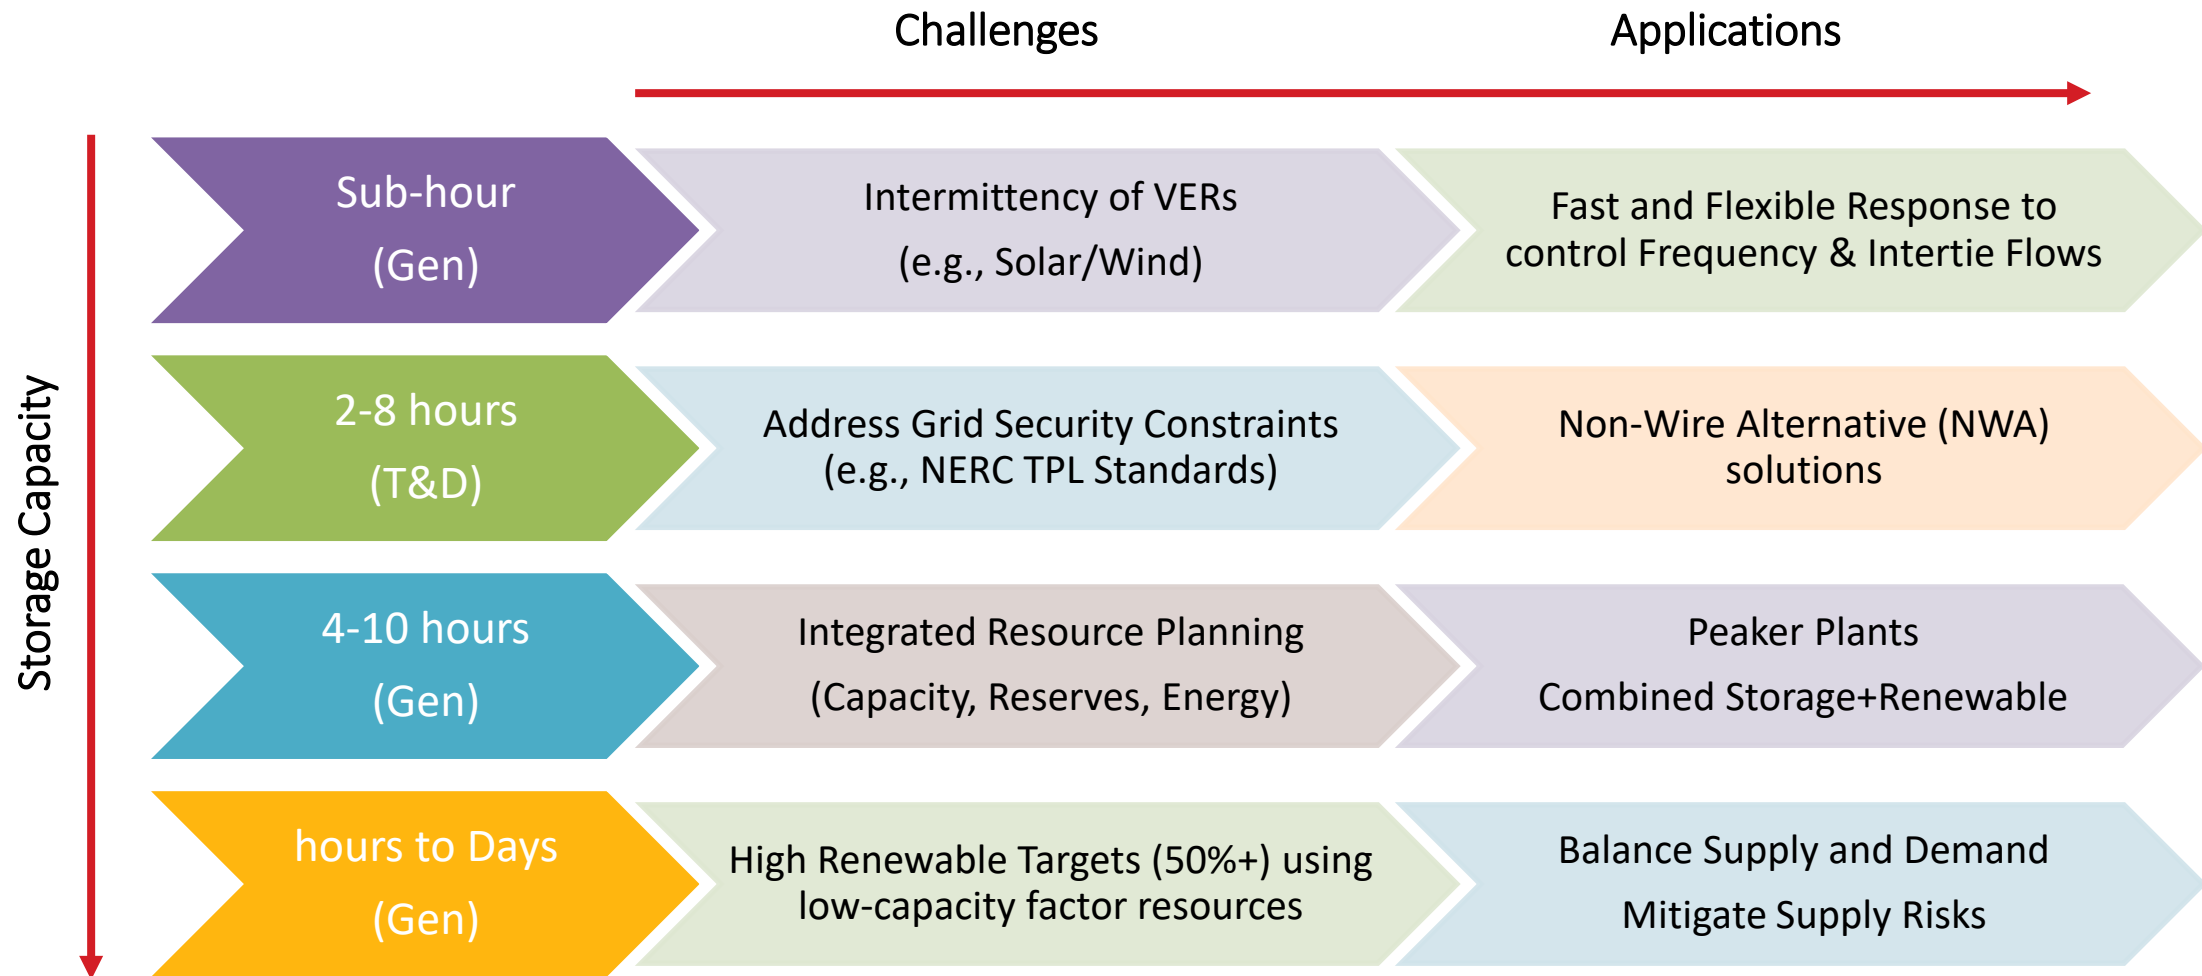 Challenges
Applications
Storage Capacity
Sub-hour
(Gen)
Intermittency of VERs
(e.g., Solar/Wind)
Fast and Flexible Response to
control Frequency & Intertie Flows
2-8 hours
(T&D)
Address Grid Security Constraints
(e.g., NERC TPL Standards)
Non-Wire Alternative (NWA)
solutions
4-10 hours
(Gen)
Integrated Resource Planning
(Capacity, Reserves, Energy)
Peaker Plants
Combined Storage+Renewable
hours to Days
(Gen)
High Renewable Targets (50%+) using
low-capacity factor resources
Balance Supply and Demand
Mitigate Supply Risks